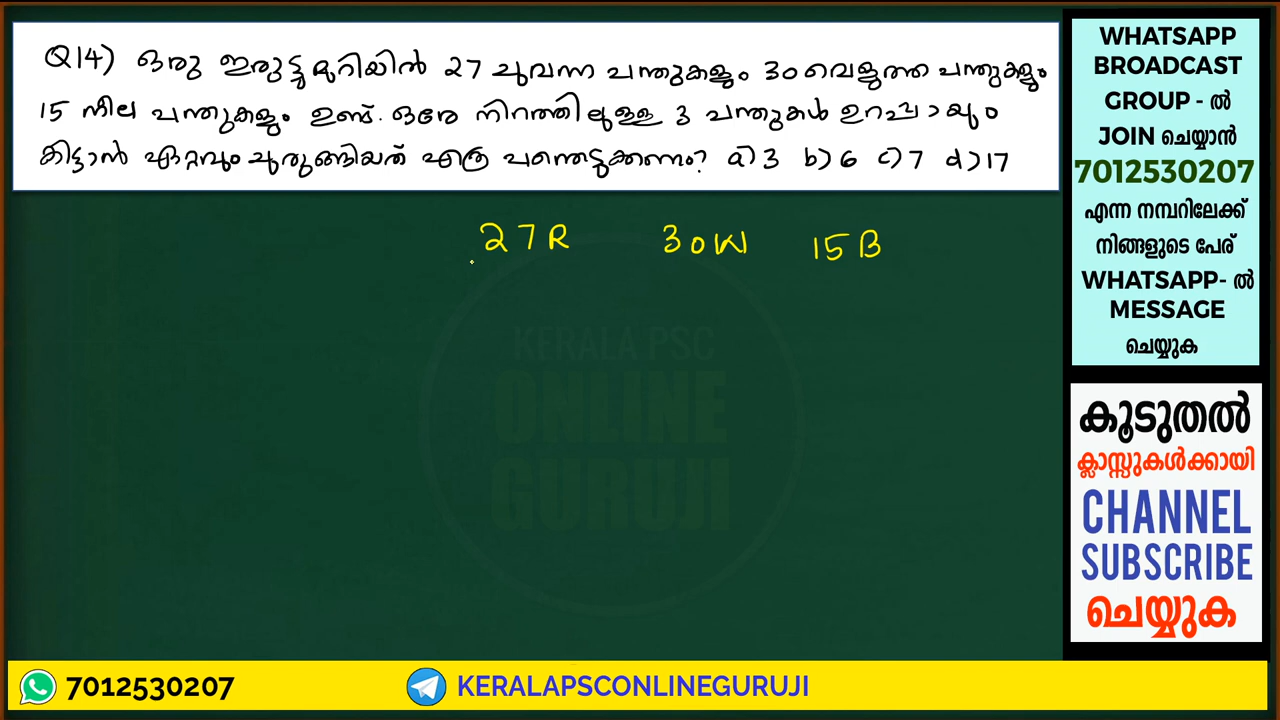 Q14) ഒരു ഇരുട്ടുമുറിയിൽ 27 ചുവന്ന പന്തുകളും 30 വെളുത്ത പന്തുകളും
15 നീല പന്തുകളും ഉണ്ട്. ഒരേ നിറത്തിലുള്ള 3 പന്തുകൾ ഉറപ്പായും
കിട്ടാൻ ഏറ്റവും ചുരുങ്ങിയത് എത്ര പന്തെടുക്കണം? a) 3 b) 6 c) 7 d) 17
27R 30W 15B
KERALA PSC
ONLINE
GURUJI
WHATSAPP
BROADCAST
GROUP - ൽ
JOIN ചെയ്യാൻ
7012530207
എന്ന നമ്പറിലേക്ക്
നിങ്ങളുടെ പേര്
WHATSAPP- ൽ
MESSAGE
ചെയ്യുക
കൂടുതൽ
ക്ലാസ്സുകൾക്കായി
CHANNEL
SUBSCRIBE
ചെയ്യുക
7012530207 KERALAPSCONLINEGURUJI